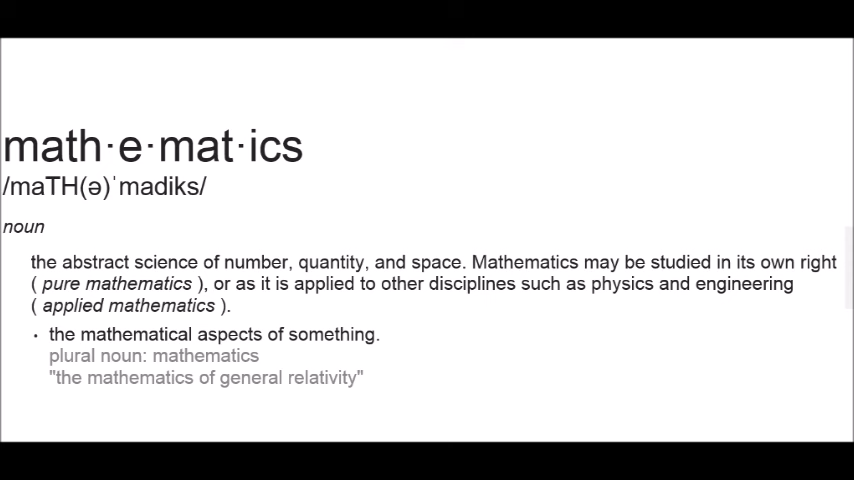 math·e·mat·ics
/maTH(ə)ˈmadiks/
noun
the abstract science of number, quantity, and space. Mathematics may be studied in its own right
( pure mathematics ), or as it is applied to other disciplines such as physics and engineering
( applied mathematics ).
· the mathematical aspects of something.
plural noun: mathematics
"the mathematics of general relativity"